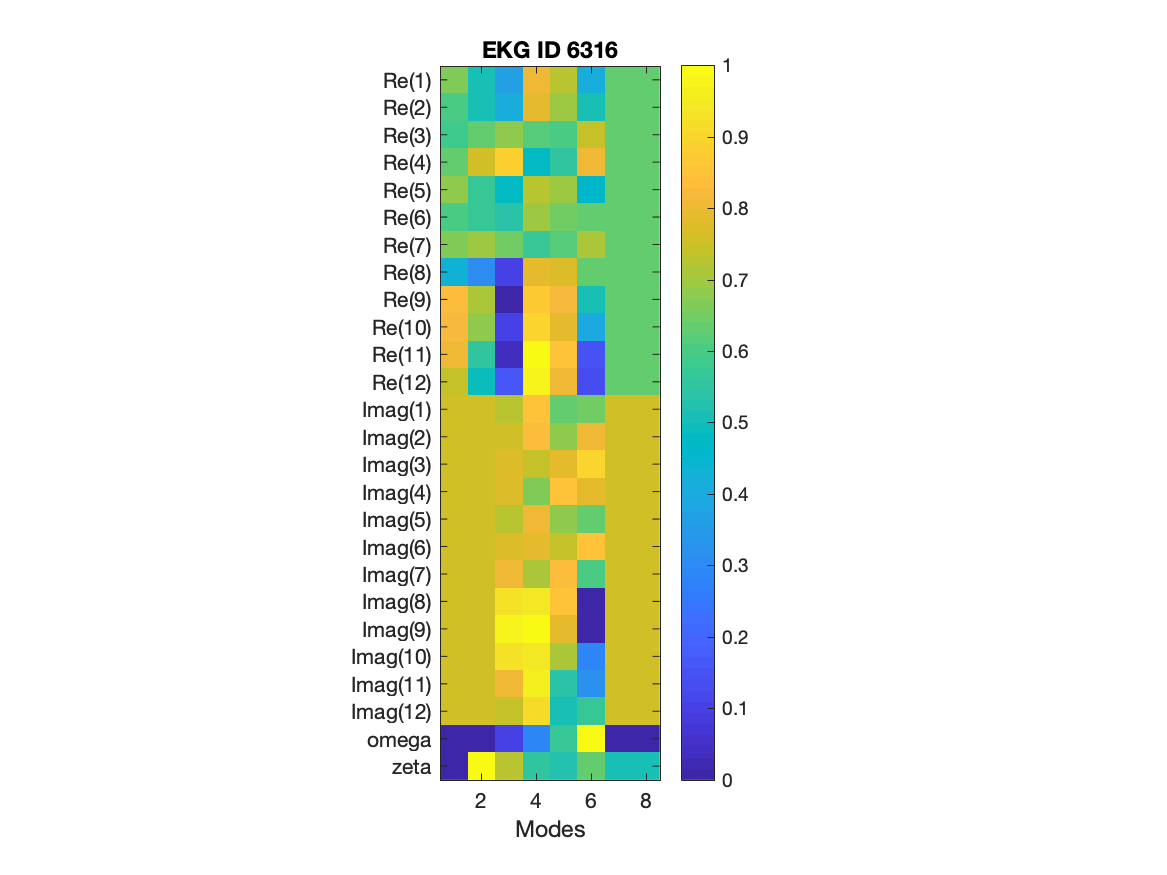 EKG ID 6316
Re(1)
Re(2)
Re(3)
Re(4)
Re(5)
Re(6)
Re(7)
Re(8)
Re(9)
Re(10)
Re(11)
Re(12)
Imag(1)
Imag(2)
Imag(3)
Imag(4)
Imag(5)
Imag(6)
Imag(7)
Imag(8)
Imag(9)
Imag(10)
Imag(11)
Imag(12)
omega
zeta
2 4 6 8
Modes
1
0.9
0.8
0.7
0.6
0.5
0.4
0.3
0.2
0.1
0